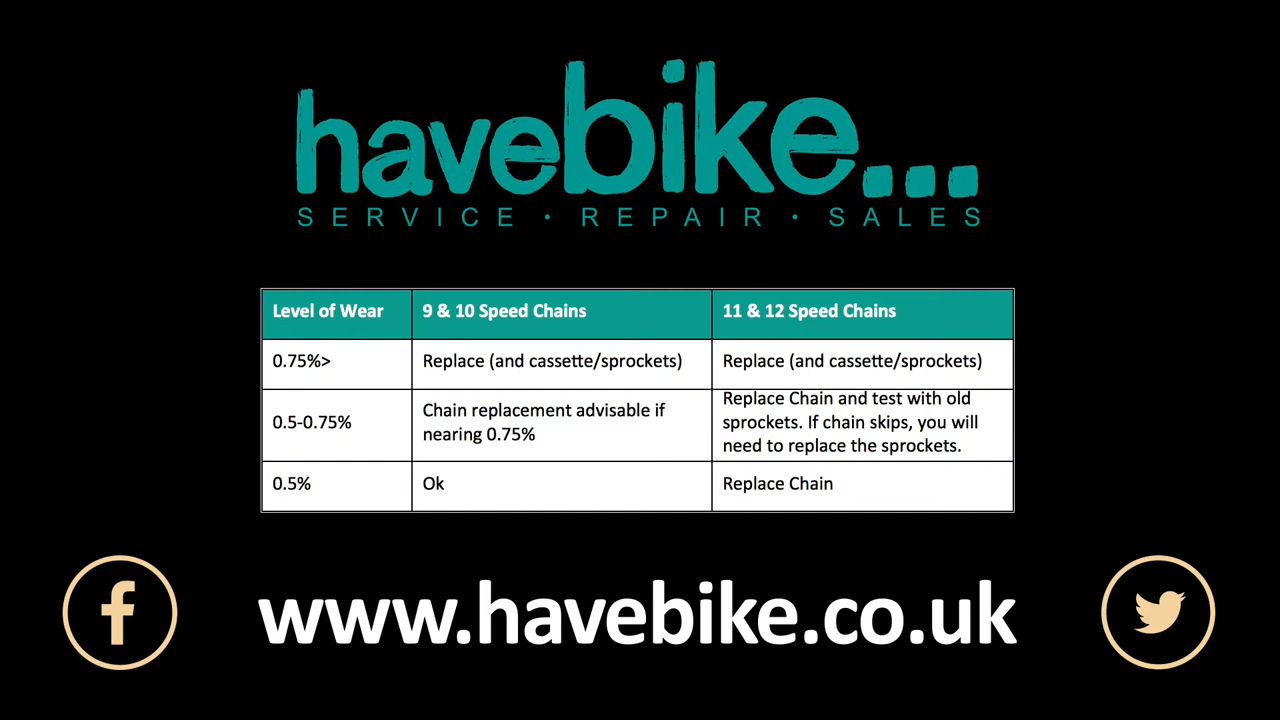 havebike...
SERVICE · REPAIR · SALES
Level of Wear
9 & 10 Speed Chains
11 & 12 Speed Chains
0.75%>
Replace (and cassette/sprockets)
Replace (and cassette/sprockets)
0.5-0.75%
Chain replacement advisable if
nearing 0.75%
Replace Chain and test with old
sprockets. If chain skips, you will
need to replace the sprockets.
0.5%
Ok
Replace Chain
www.havebike.co.uk